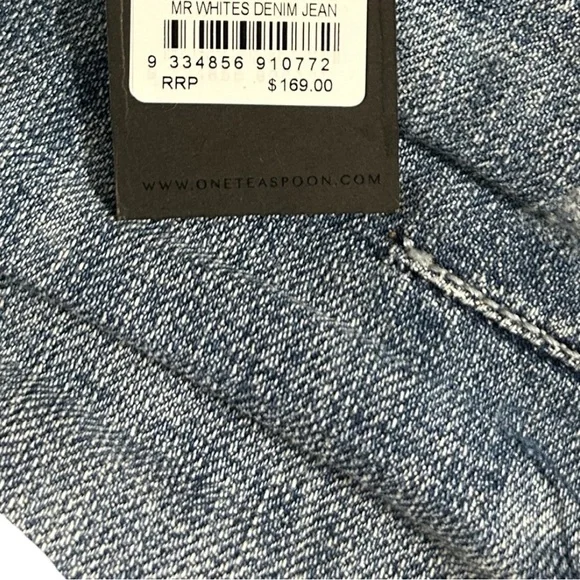 MR WHITES DENIM JEAN
9 334856 910772
RRP $169.00
WWW.ONETEASPOON.COM